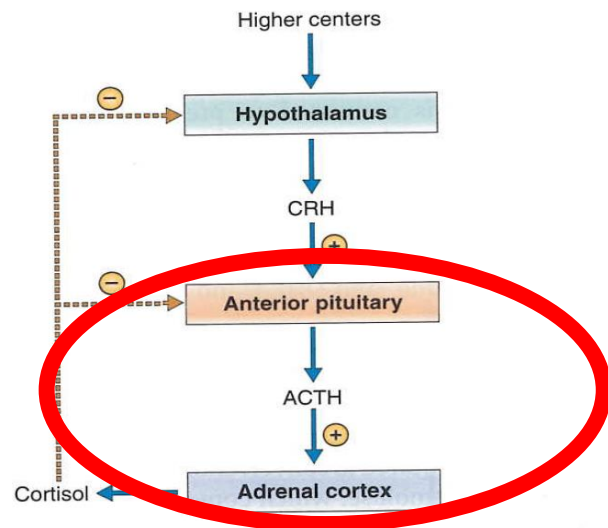 Higher centers
−
Hypothalamus
CRH
+
−
Anterior pituitary
ACTH
+
Cortisol
Adrenal cortex